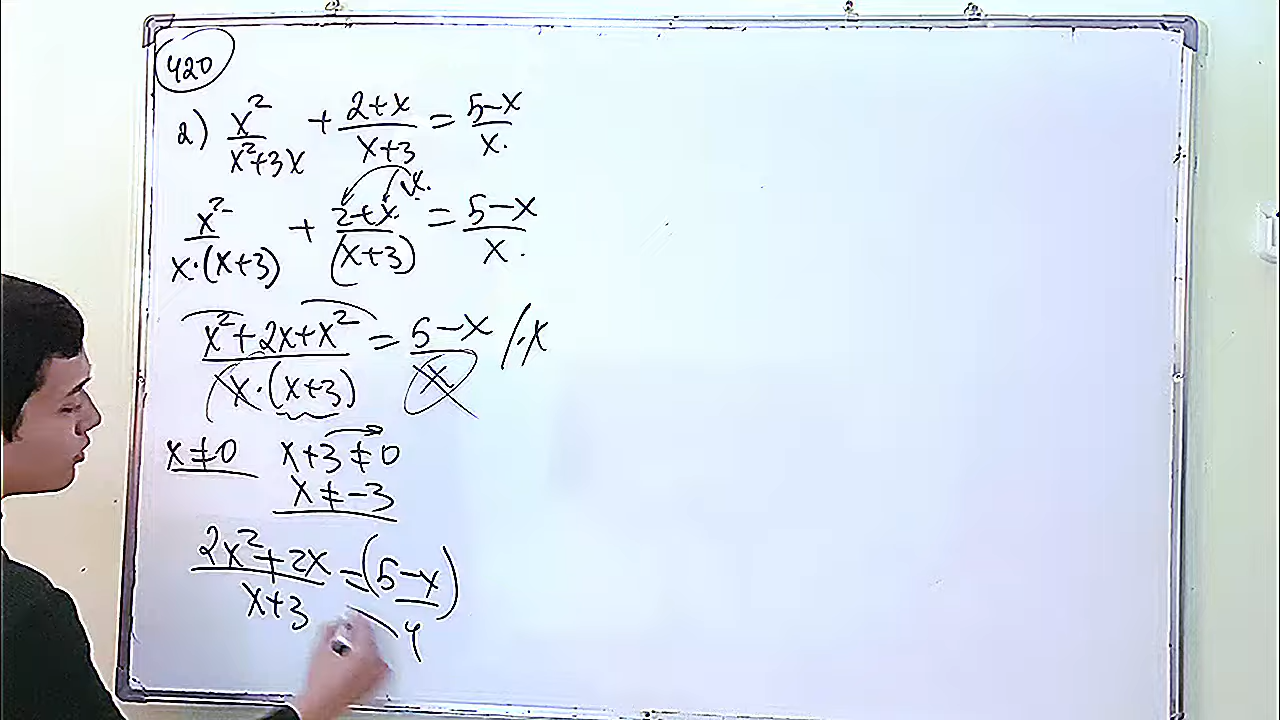 420
a) x²/(x²+3x) + (2+x)/(x+3) = (5-x)/x.
x²/(x·(x+3)) + (2+x)/(x+3) = (5-x)/x.
(x²+2x+x²)/(x·(x+3)) = (5-x)/x /·x
x≠0 x+3≠0
x≠-3
(2x²+2x)/(x+3) = (5-x)